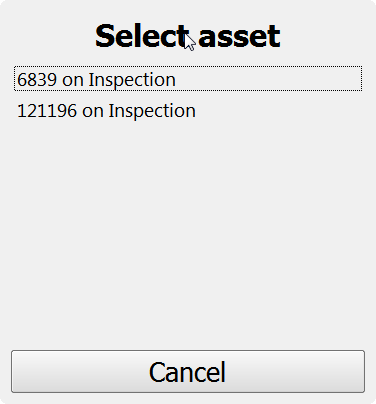 Select asset
6839 on Inspection
121196 on Inspection
Cancel